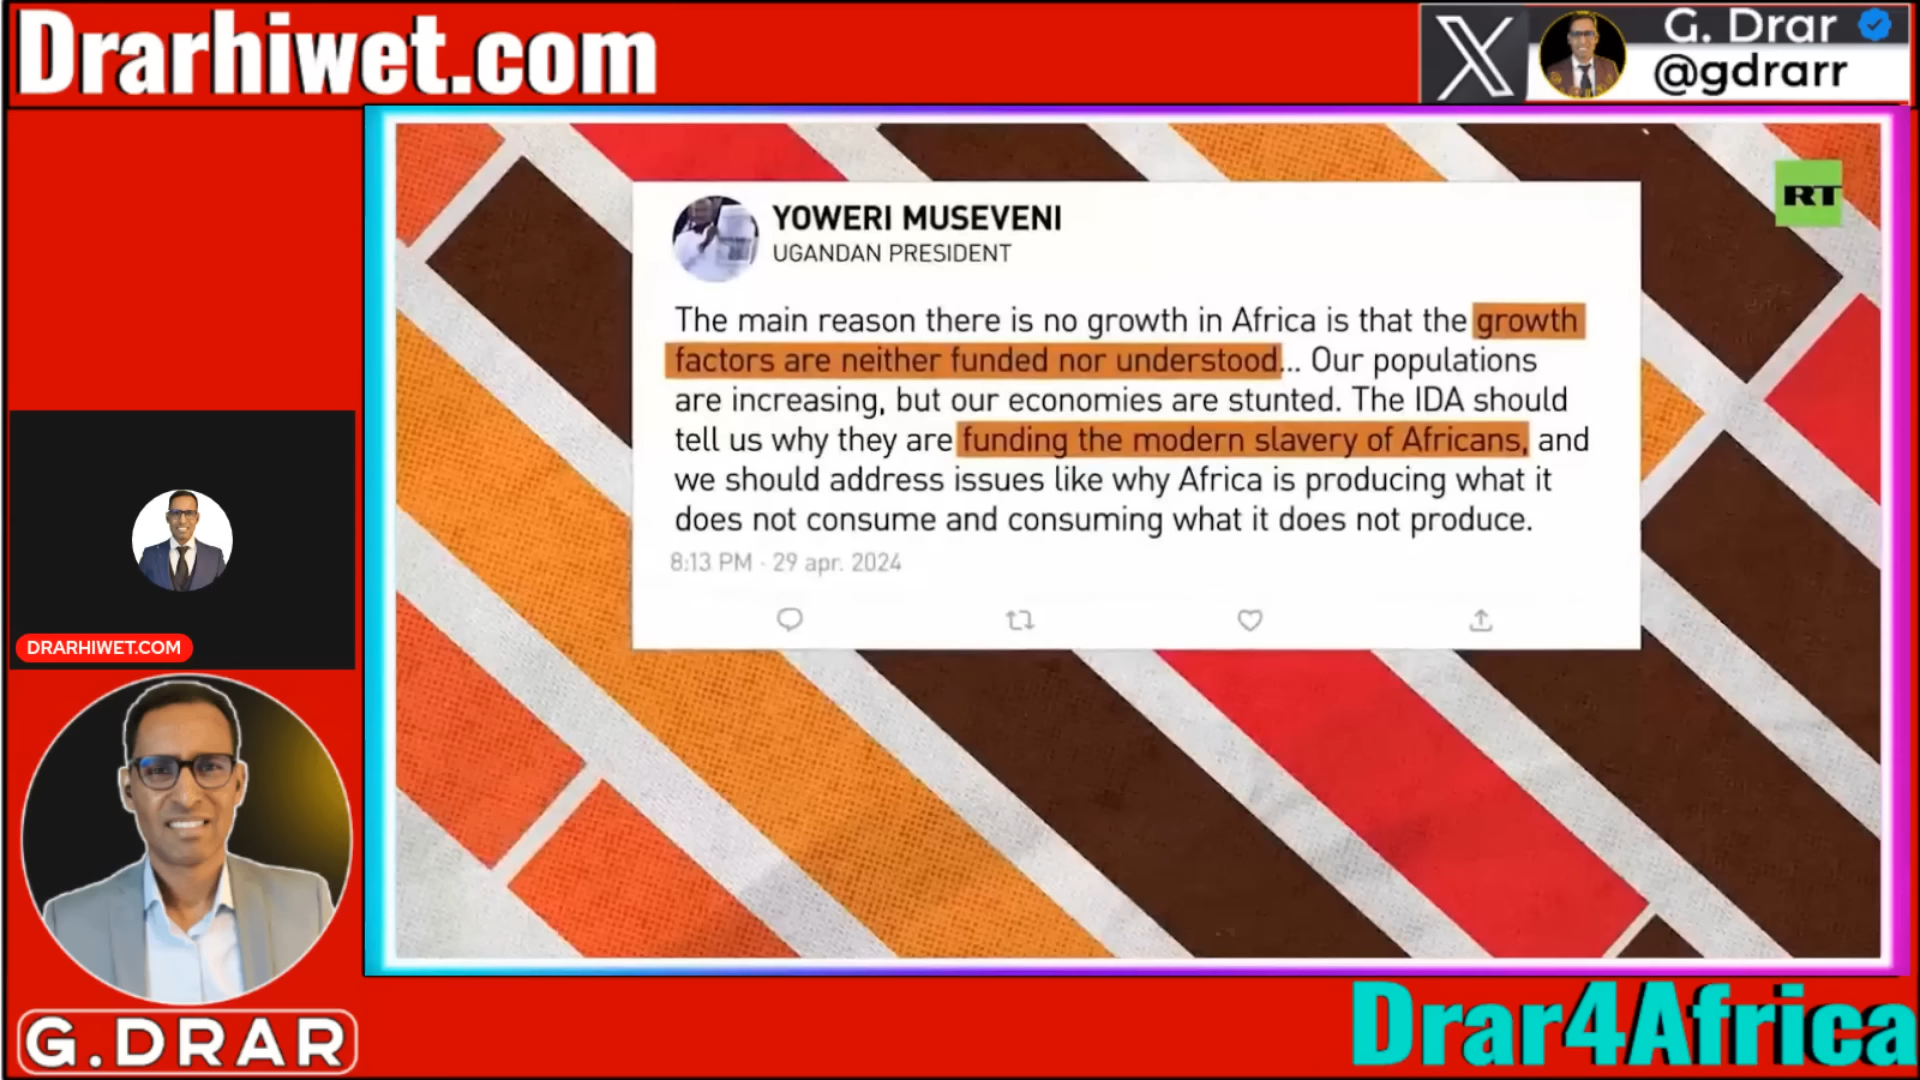 Drarhiwet.com
G. Drar
@gdrarr
RT
YOWERI MUSEVENI
UGANDAN PRESIDENT
The main reason there is no growth in Africa is that the growth
factors are neither funded nor understood... Our populations
are increasing, but our economies are stunted. The IDA should
tell us why they are funding the modern slavery of Africans, and
we should address issues like why Africa is producing what it
does not consume and consuming what it does not produce.
8:13 PM · 29 apr. 2024
DRARHIWET.COM
G.DRAR
Drar4Africa